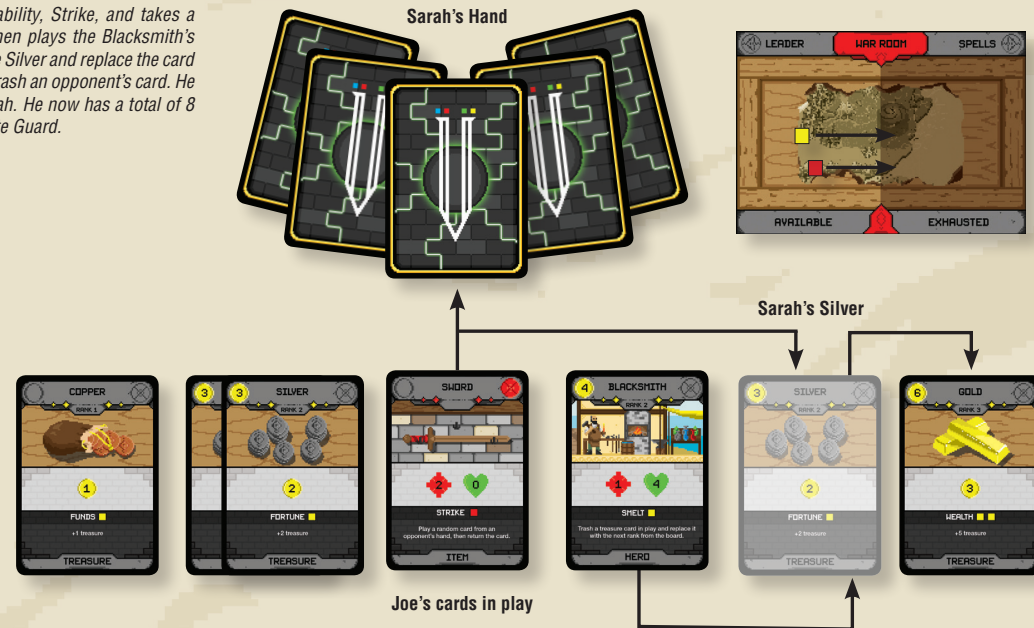 ability, Strike, and takes a
hen plays the Blacksmith's
Silver and replace the card
rash an opponent's card. He
ah. He now has a total of 8
e Guard.
Sarah's Hand
LEADER
WAR ROOM
SPELLS
AVAILABLE
EXHAUSTED
Sarah's Silver
COPPER
RANK 1
1
FUNDS
+1 treasure
TREASURE
3
3
SILVER
RANK 2
2
FORTUNE
+2 treasure
TREASURE
SWORD
2
0
STRIKE
Play a random card from an
opponent's hand, then return the card.
ITEM
4
BLACKSMITH
RANK 2
1
4
SMELT
Trash a treasure card in play and replace it
with the next rank from the board.
HERO
3
SILVER
RANK 2
2
FORTUNE
+2 treasure
TREASURE
6
GOLD
RANK 3
3
WEALTH
+5 treasure
TREASURE
Joe's cards in play